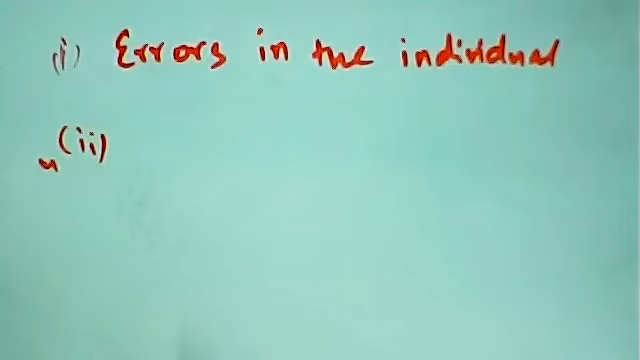 (i) Errors in the individual
(ii)